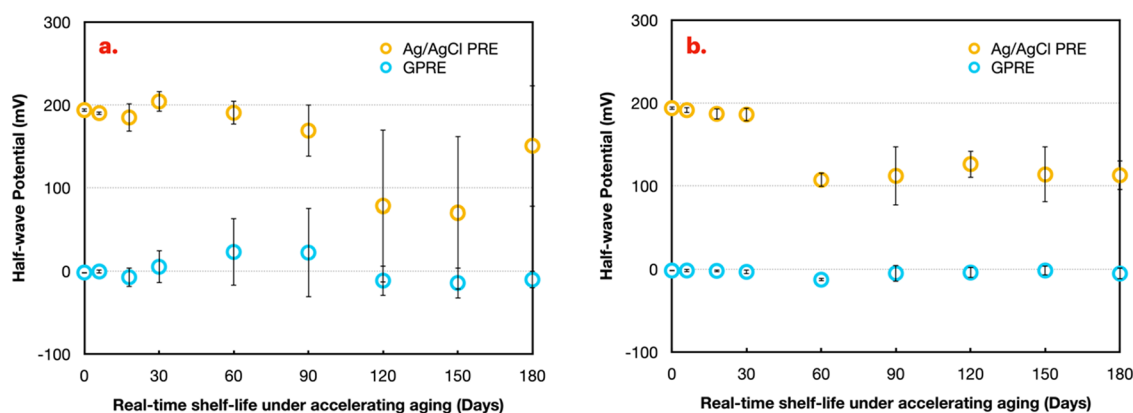 a.
Ag/AgCl PRE
GPRE
Half-wave Potential (mV)
300
200
100
0
-100
0 30 60 90 120 150 180
Real-time shelf-life under accelerating aging (Days)
b.
Ag/AgCl PRE
GPRE
Half-wave Potential (mV)
300
200
100
0
-100
0 30 60 90 120 150 180
Real-time shelf-life under accelerating aging (Days)